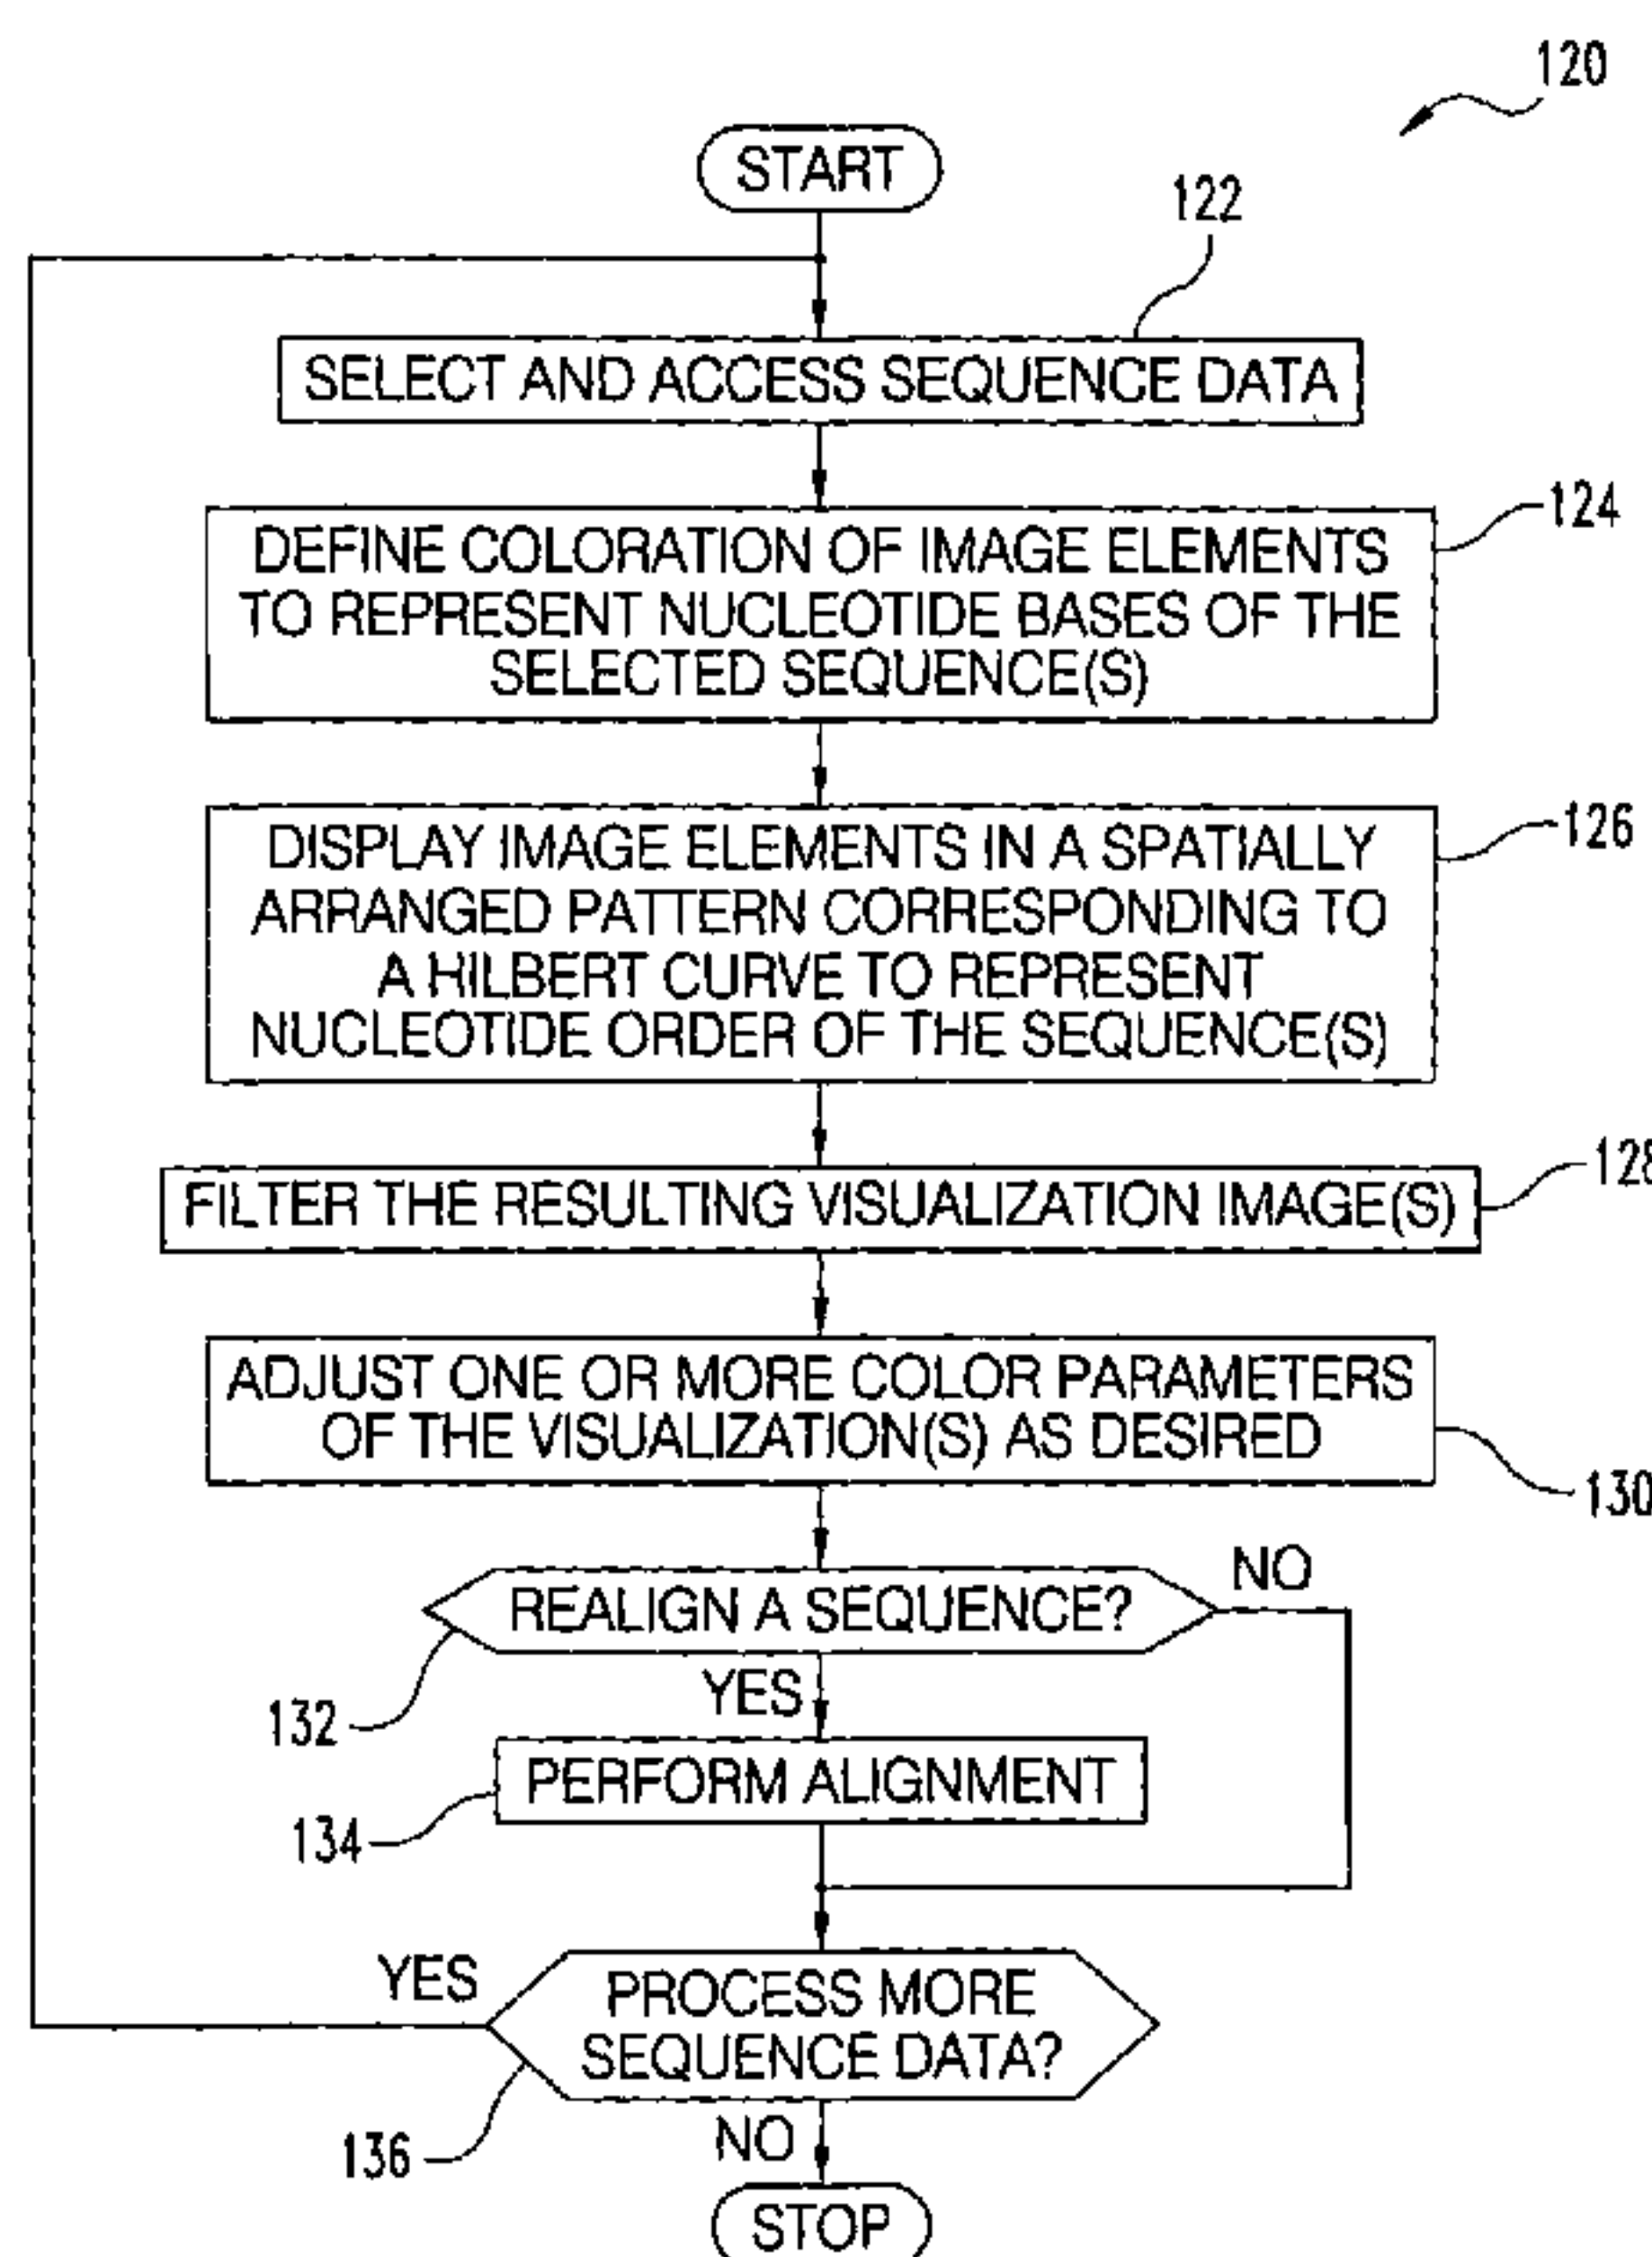 120
START
122
SELECT AND ACCESS SEQUENCE DATA
124
DEFINE COLORATION OF IMAGE ELEMENTS
TO REPRESENT NUCLEOTIDE BASES OF THE
SELECTED SEQUENCE(S)
126
DISPLAY IMAGE ELEMENTS IN A SPATIALLY
ARRANGED PATTERN CORRESPONDING TO
A HILBERT CURVE TO REPRESENT
NUCLEOTIDE ORDER OF THE SEQUENCE(S)
128
FILTER THE RESULTING VISUALIZATION IMAGE(S)
ADJUST ONE OR MORE COLOR PARAMETERS
OF THE VISUALIZATION(S) AS DESIRED
130
NO
REALIGN A SEQUENCE?
YES
132
PERFORM ALIGNMENT
134
YES
PROCESS MORE
SEQUENCE DATA?
136
NO
STOP